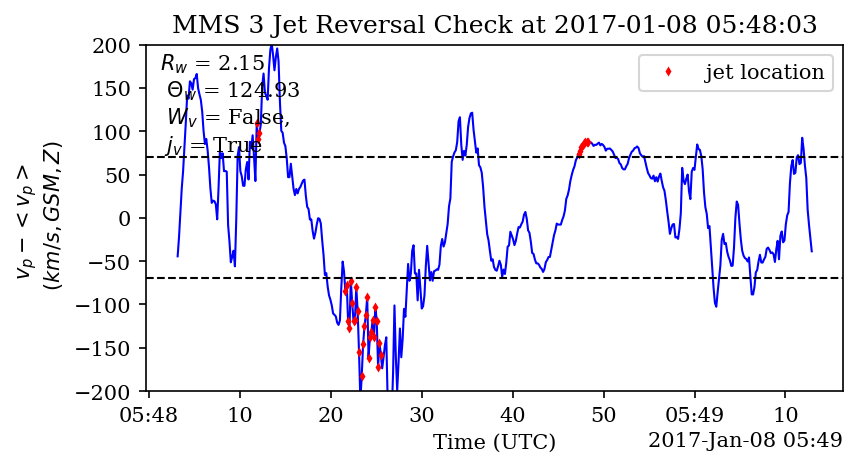 MMS 3 Jet Reversal Check at 2017-01-08 05:48:03
R_w = 2.15
Θ_w = 124.93
W_v = False,
j_v = True
jet location
v_p − < v_p >
(km/s, GSM, Z)
200
150
100
50
0
−50
−100
−150
−200
05:48 10 20 30 40 50 05:49 10
Time (UTC)
2017-Jan-08 05:49